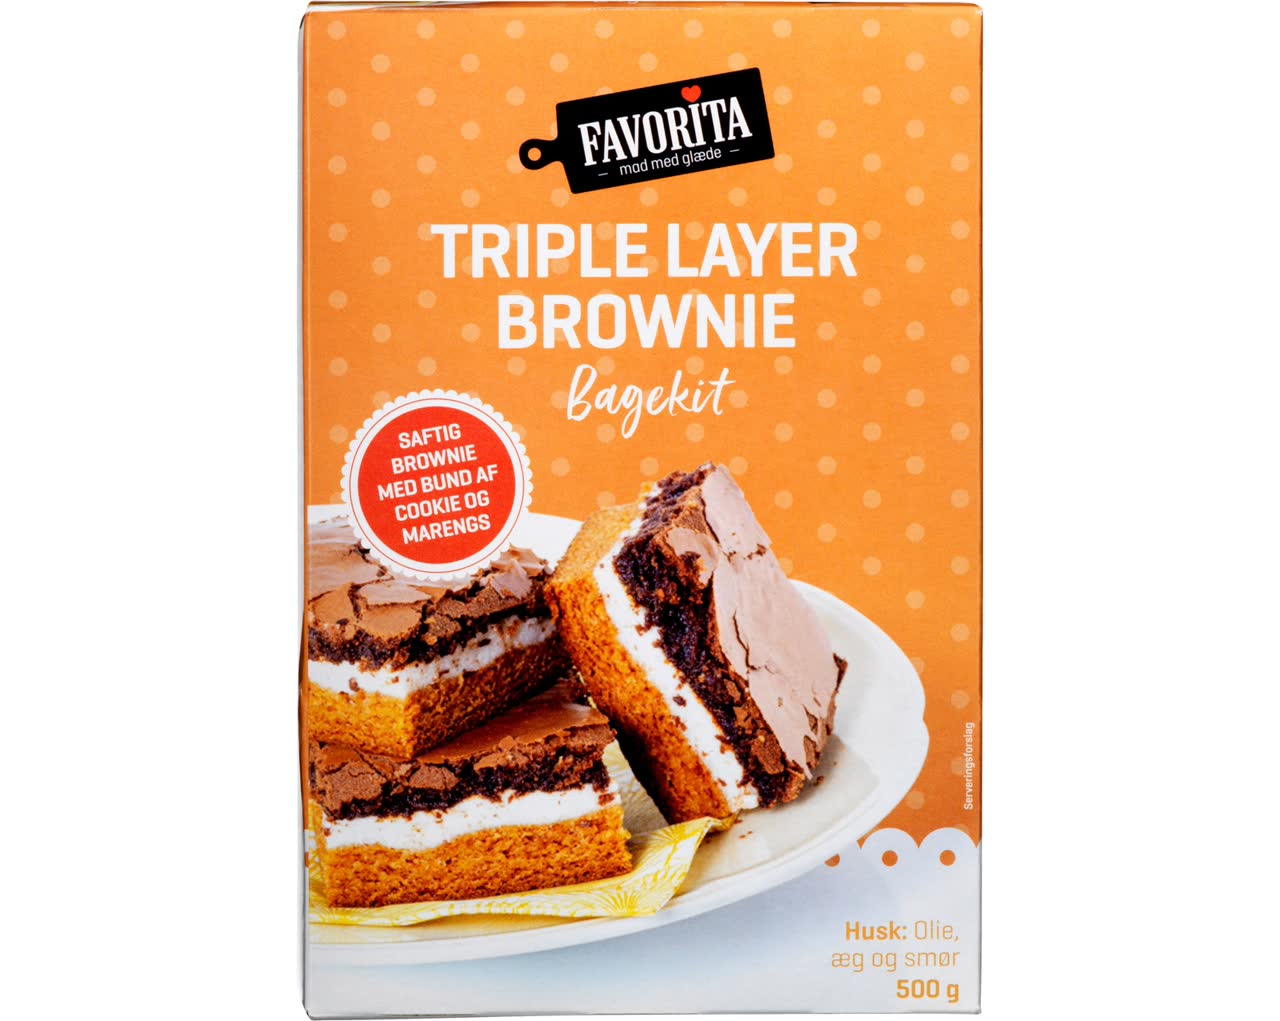 FAVORITA
– mad med glæde –
TRIPLE LAYER
BROWNIE
Bagekit
SAFTIG
BROWNIE
MED BUND AF
COOKIE OG
MARENGS
Serveringsforslag
Husk: Olie,
æg og smør
500 g